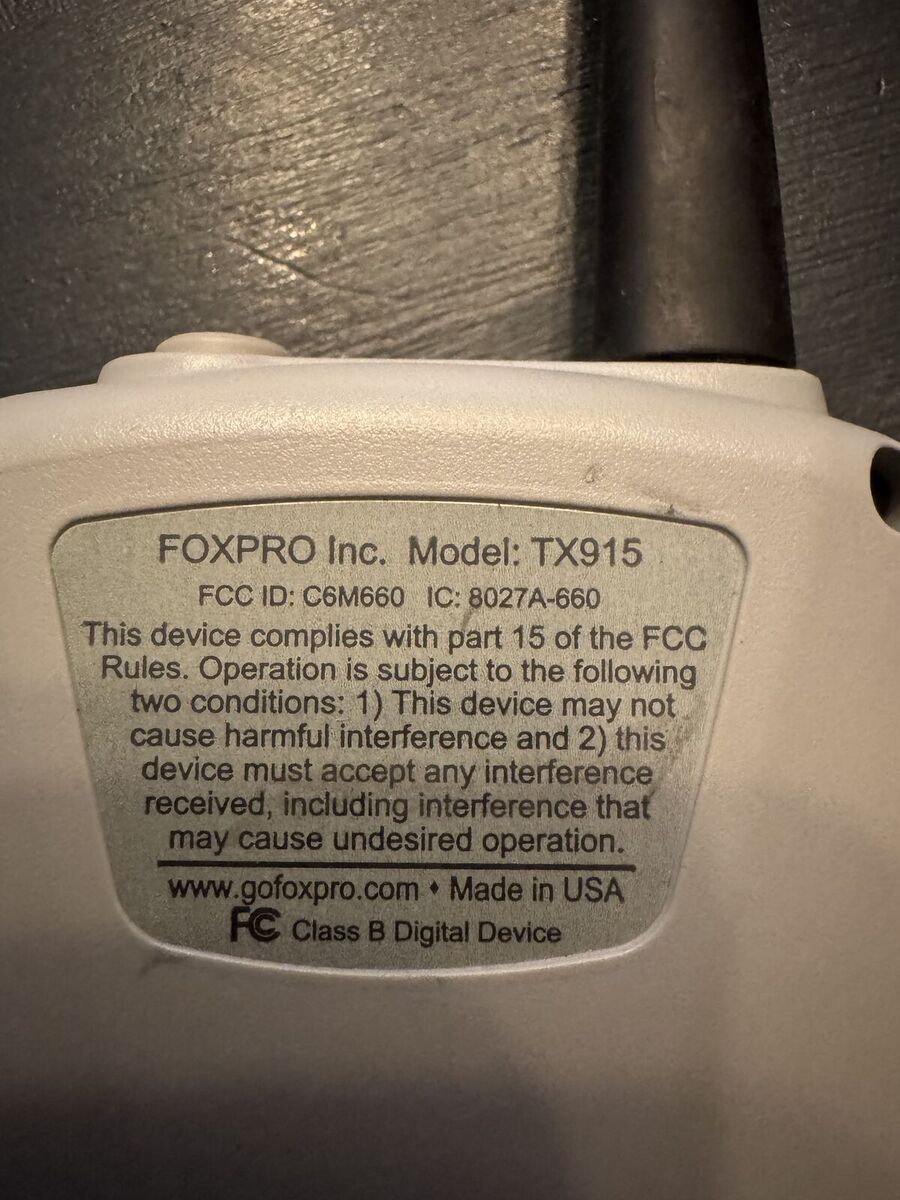 FOXPRO Inc. Model: TX915
FCC ID: C6M660 IC: 8027A-660
This device complies with part 15 of the FCC
Rules. Operation is subject to the following
two conditions: 1) This device may not
cause harmful interference and 2) this
device must accept any interference
received, including interference that
may cause undesired operation.
www.gofoxpro.com ♦ Made in USA
FC Class B Digital Device